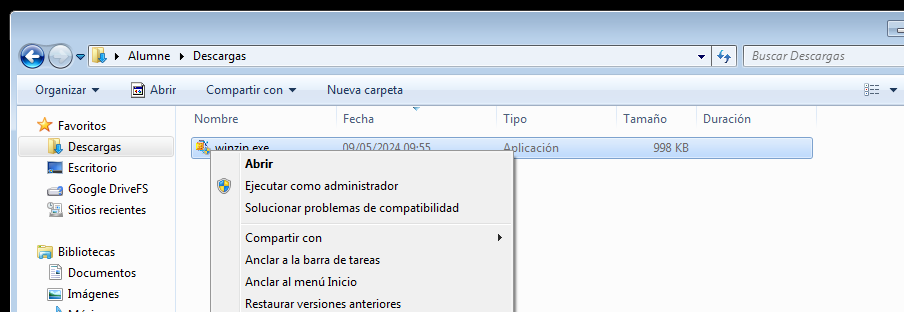 Alumne Descargas Buscar Descargas
Organizar Abrir Compartir con Nueva carpeta
Favoritos
Descargas
Escritorio
Google DriveFS
Sitios recientes
Bibliotecas
Documentos
Imágenes
Nombre Fecha Tipo Tamaño Duración
winzip.exe 09/05/2024 09:55 Aplicación 998 KB
Abrir
Ejecutar como administrador
Solucionar problemas de compatibilidad
Compartir con
Anclar a la barra de tareas
Anclar al menú Inicio
Restaurar versiones anteriores